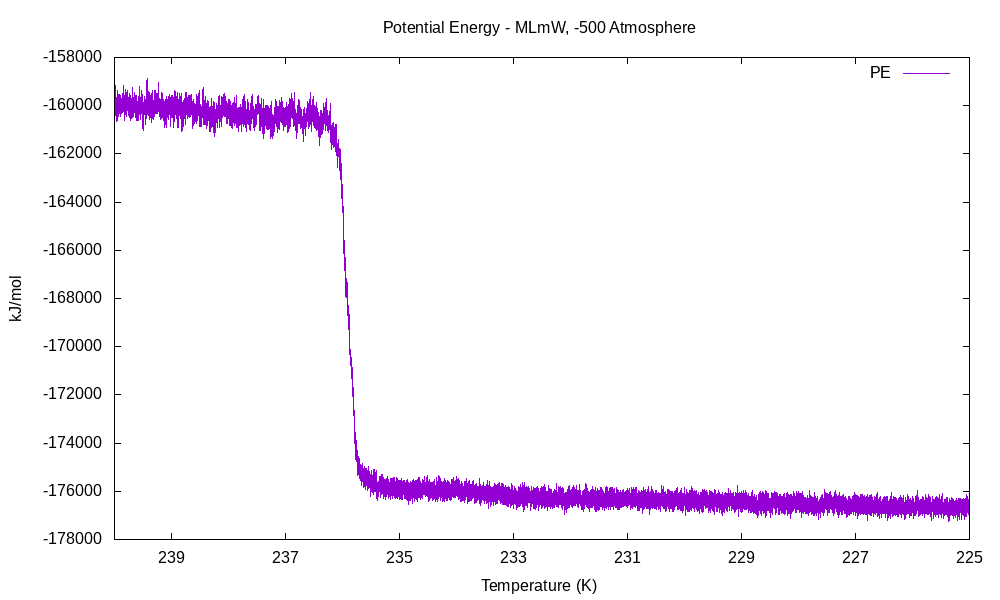 Potential Energy - MLmW, -500 Atmosphere
PE
-158000
-160000
-162000
-164000
-166000
-168000
-170000
-172000
-174000
-176000
-178000
kJ/mol
239 237 235 233 231 229 227 225
Temperature (K)